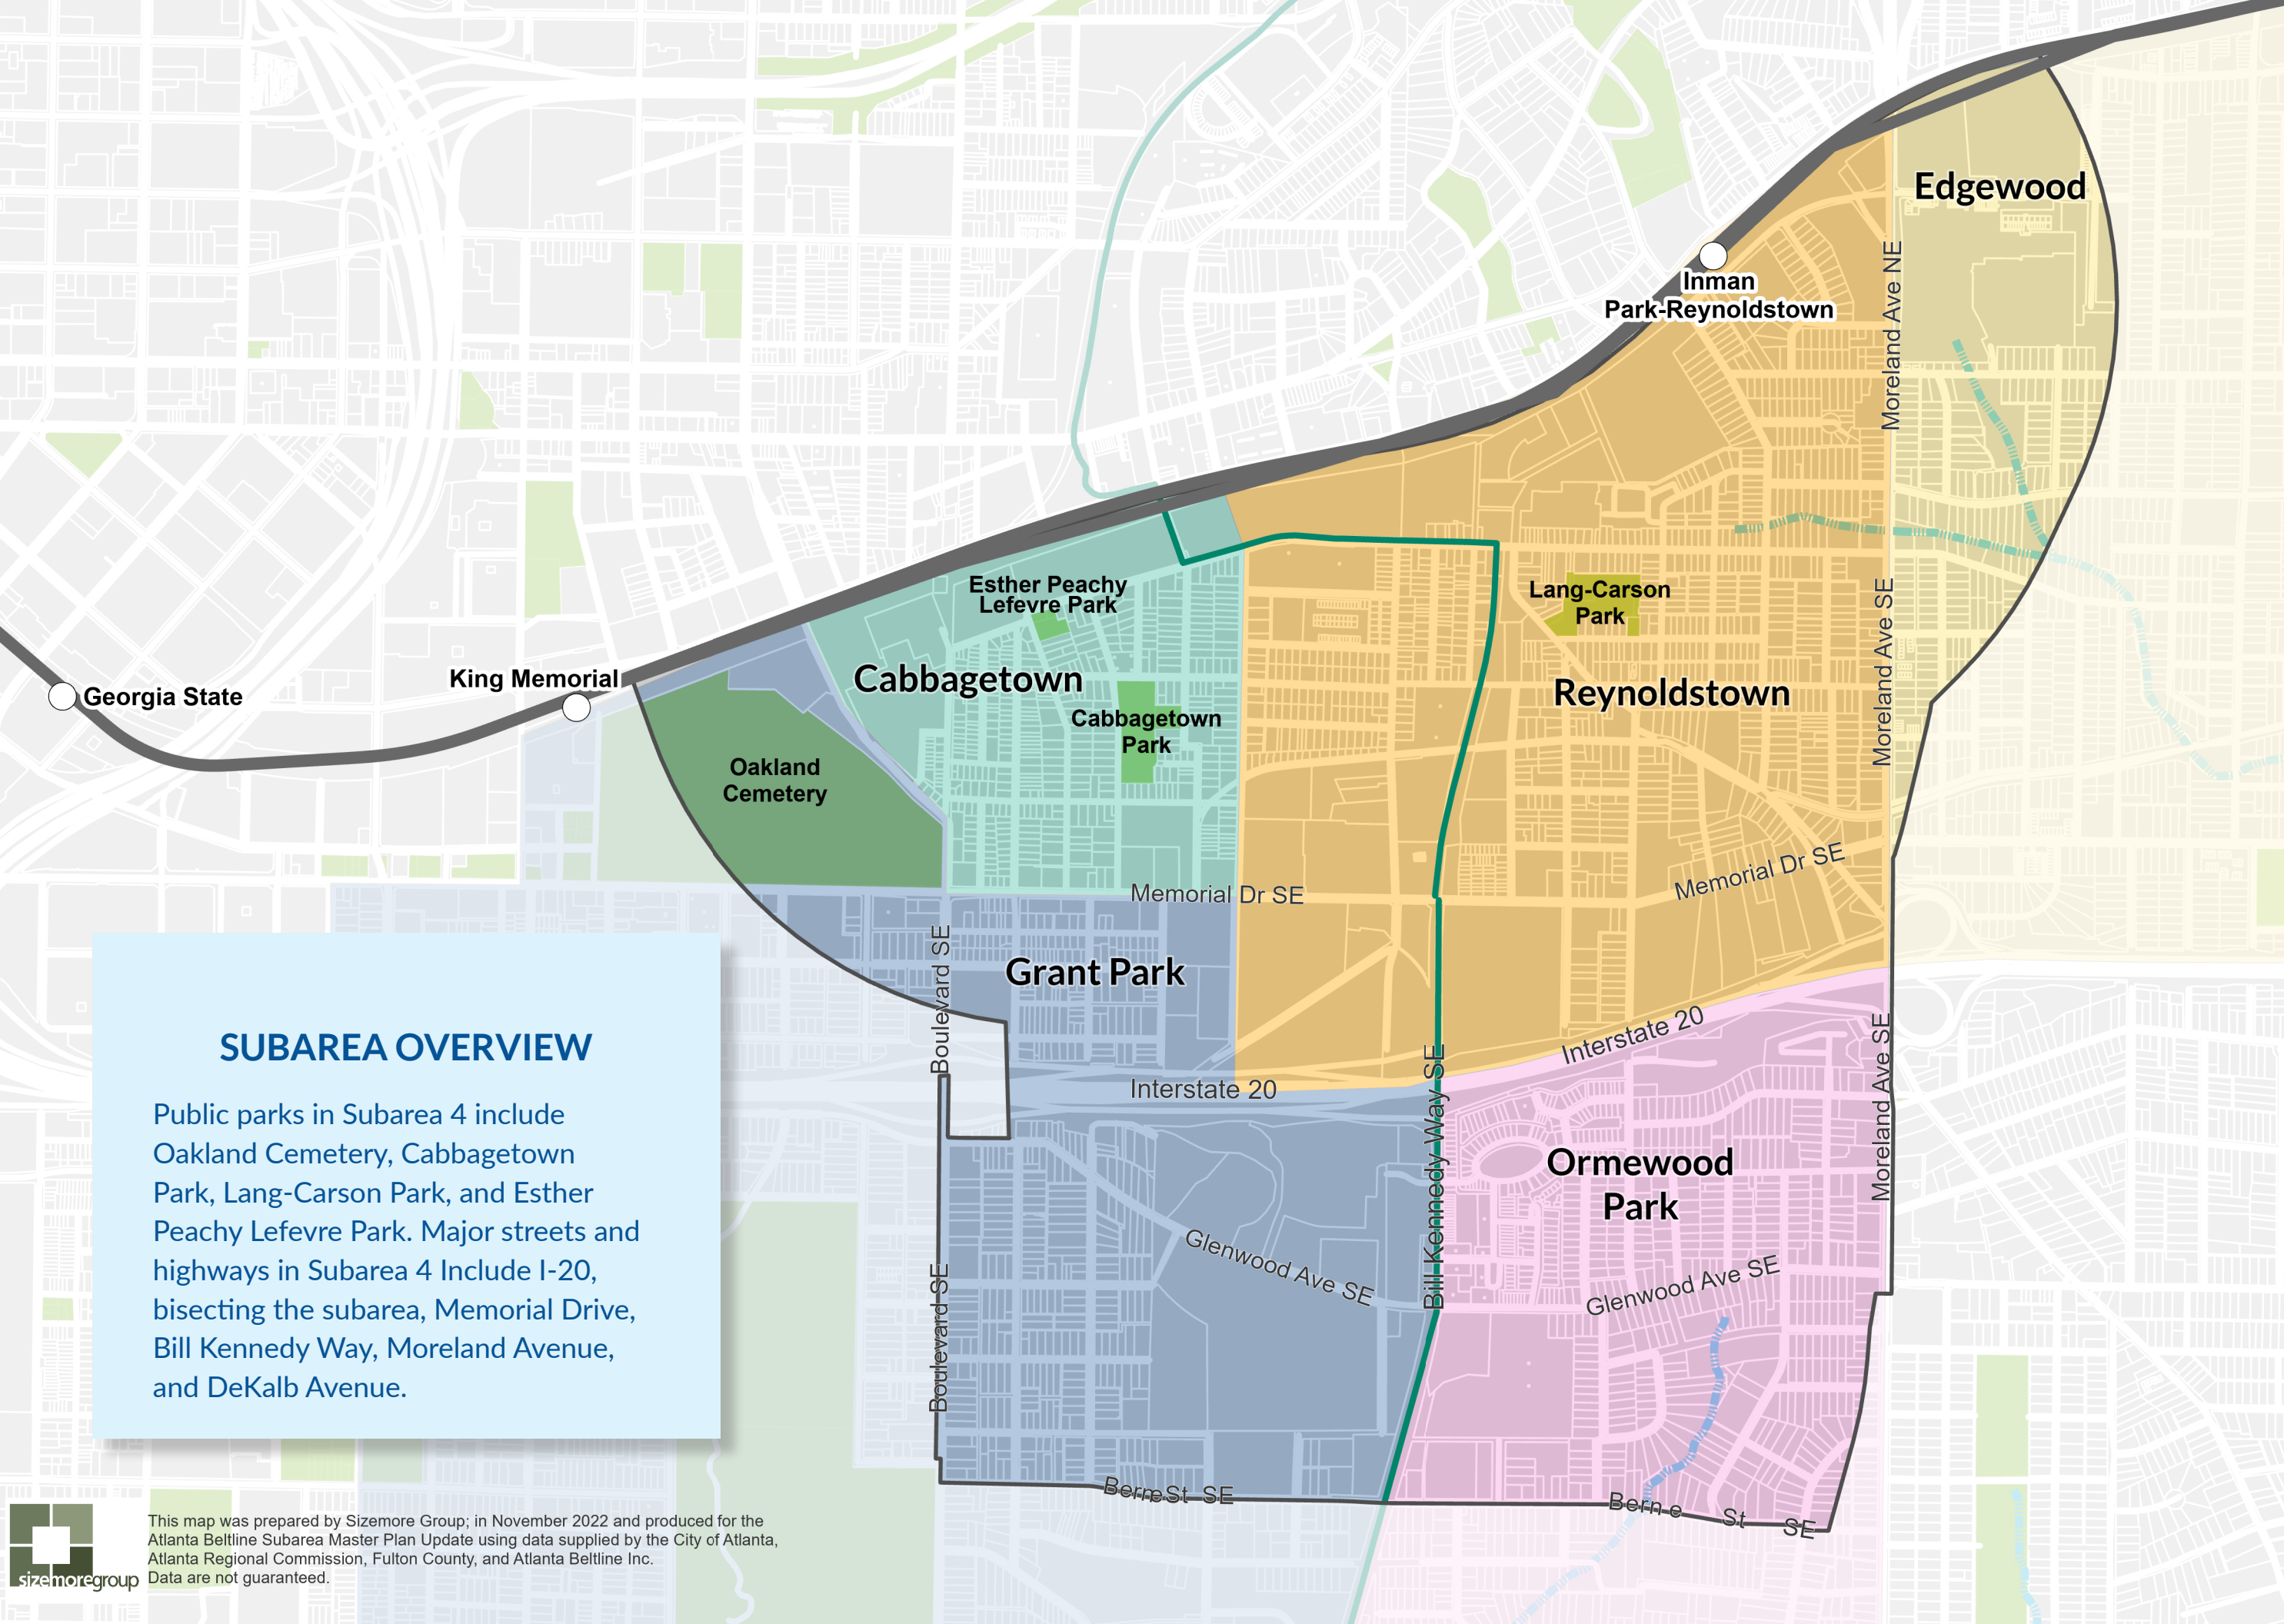 Edgewood
Moreland Ave NE
Inman
Park-Reynoldstown
Esther Peachy
Lefevre Park
Lang-Carson
Park
Moreland Ave SE
King Memorial
Georgia State
Cabbagetown
Reynoldstown
Cabbagetown
Park
Oakland
Cemetery
Memorial Dr SE
Memorial Dr SE
Boulevard SE
Grant Park
Interstate 20
Interstate 20
Bill Kennedy Way SE
Moreland Ave SE
Ormewood
Park
Glenwood Ave SE
Glenwood Ave SE
Boulevard SE
Berne St SE
Berne St SE
SUBAREA OVERVIEW
Public parks in Subarea 4 include
Oakland Cemetery, Cabbagetown
Park, Lang-Carson Park, and Esther
Peachy Lefevre Park. Major streets and
highways in Subarea 4 Include I-20,
bisecting the subarea, Memorial Drive,
Bill Kennedy Way, Moreland Avenue,
and DeKalb Avenue.
sizemoregroup
This map was prepared by Sizemore Group; in November 2022 and produced for the
Atlanta Beltline Subarea Master Plan Update using data supplied by the City of Atlanta,
Atlanta Regional Commission, Fulton County, and Atlanta Beltline Inc.
Data are not guaranteed.